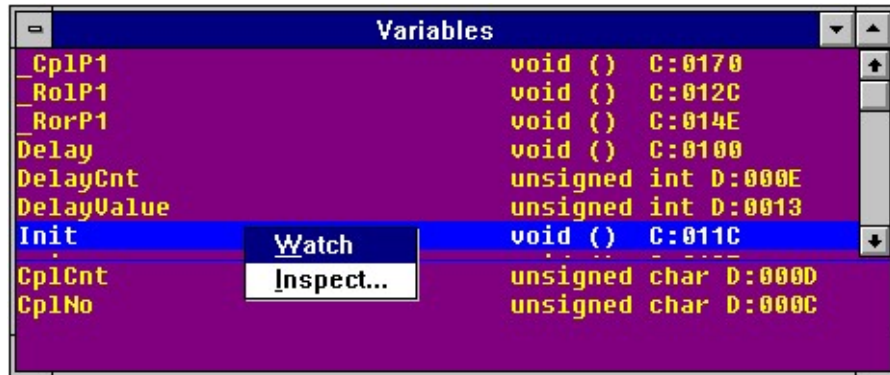 Variables
_CplP1 void () C:0170
_RolP1 void () C:012C
_RorP1 void () C:014E
Delay void () C:0100
DelayCnt unsigned int D:000E
DelayValue unsigned int D:0013
Init void () C:011C
Watch
Inspect...
CplCnt unsigned char D:000D
CplNo unsigned char D:000C